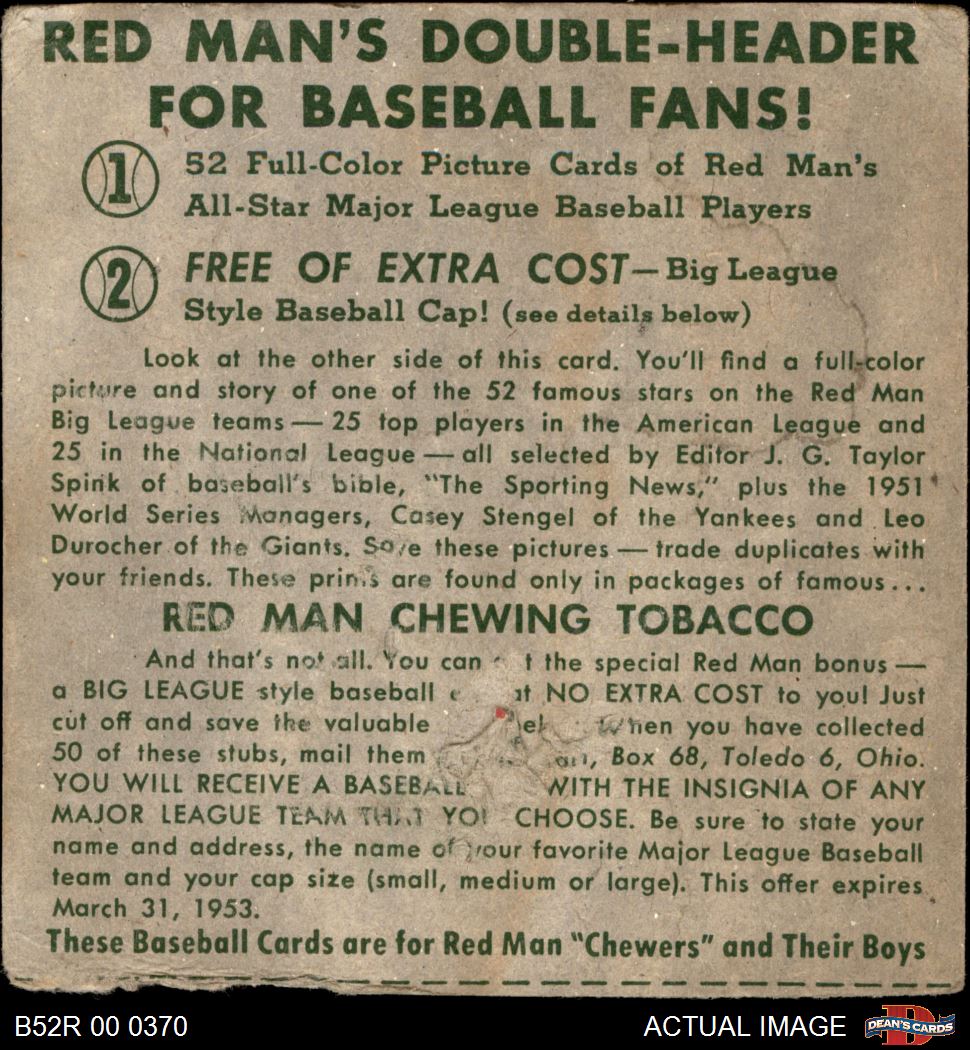 RED MAN'S DOUBLE-HEADER
FOR BASEBALL FANS!
1 52 Full-Color Picture Cards of Red Man's
All-Star Major League Baseball Players
2 FREE OF EXTRA COST—Big League
Style Baseball Cap! (see details below)
Look at the other side of this card. You'll find a full-color
picture and story of one of the 52 famous stars on the Red Man
Big League teams — 25 top players in the American League and
25 in the National League — all selected by Editor J. G. Taylor
Spink of baseball's bible, "The Sporting News," plus the 1951
World Series Managers, Casey Stengel of the Yankees and Leo
Durocher of the Giants. Save these pictures — trade duplicates with
your friends. These prints are found only in packages of famous...
RED MAN CHEWING TOBACCO
And that's not all. You can the special Red Man bonus —
a BIG LEAGUE style baseball at NO EXTRA COST to you! Just
cut off and save the valuable When you have collected
50 of these stubs, mail them Box 68, Toledo 6, Ohio.
YOU WILL RECEIVE A BASEBALL WITH THE INSIGNIA OF ANY
MAJOR LEAGUE TEAM THAT YOU CHOOSE. Be sure to state your
name and address, the name of your favorite Major League Baseball
team and your cap size (small, medium or large). This offer expires
March 31, 1953.
These Baseball Cards are for Red Man "Chewers" and Their Boys
B52R 00 0370 ACTUAL IMAGE DEAN'S CARDS